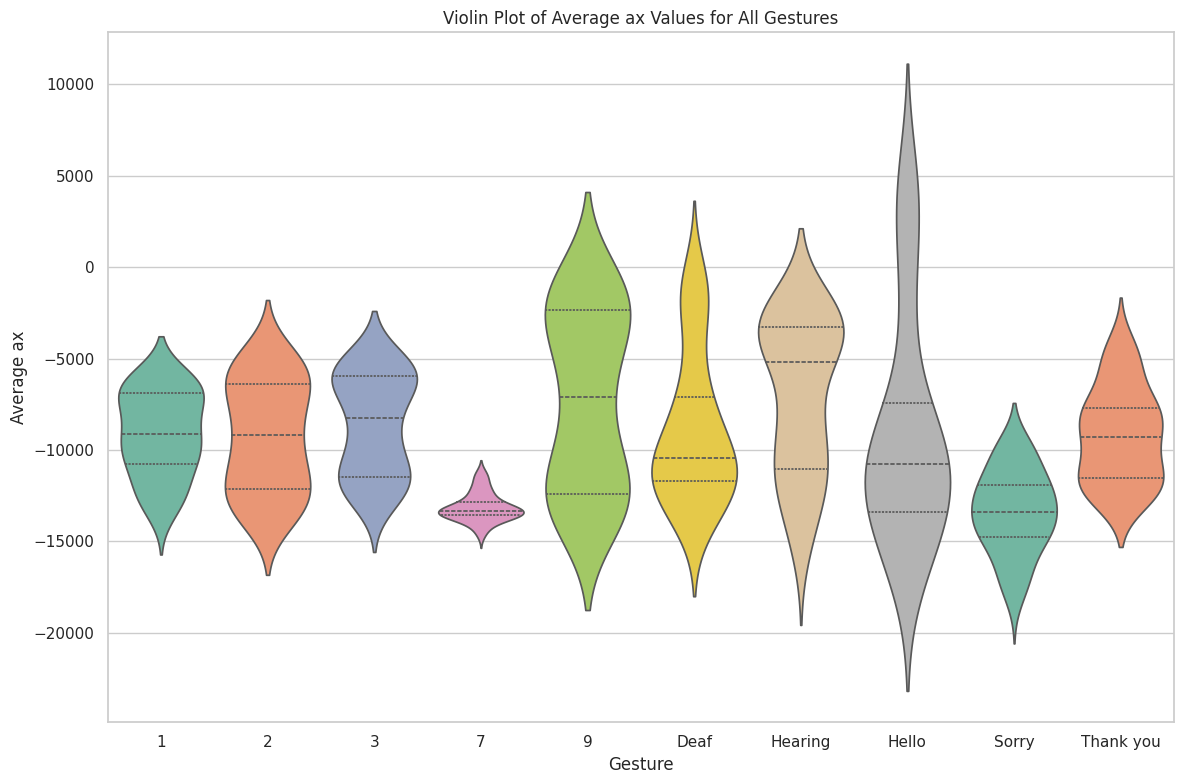 Violin Plot of Average ax Values for All Gestures
10000
5000
0
−5000
−10000
−15000
−20000
Average ax
1 2 3 7 9 Deaf Hearing Hello Sorry Thank you
Gesture